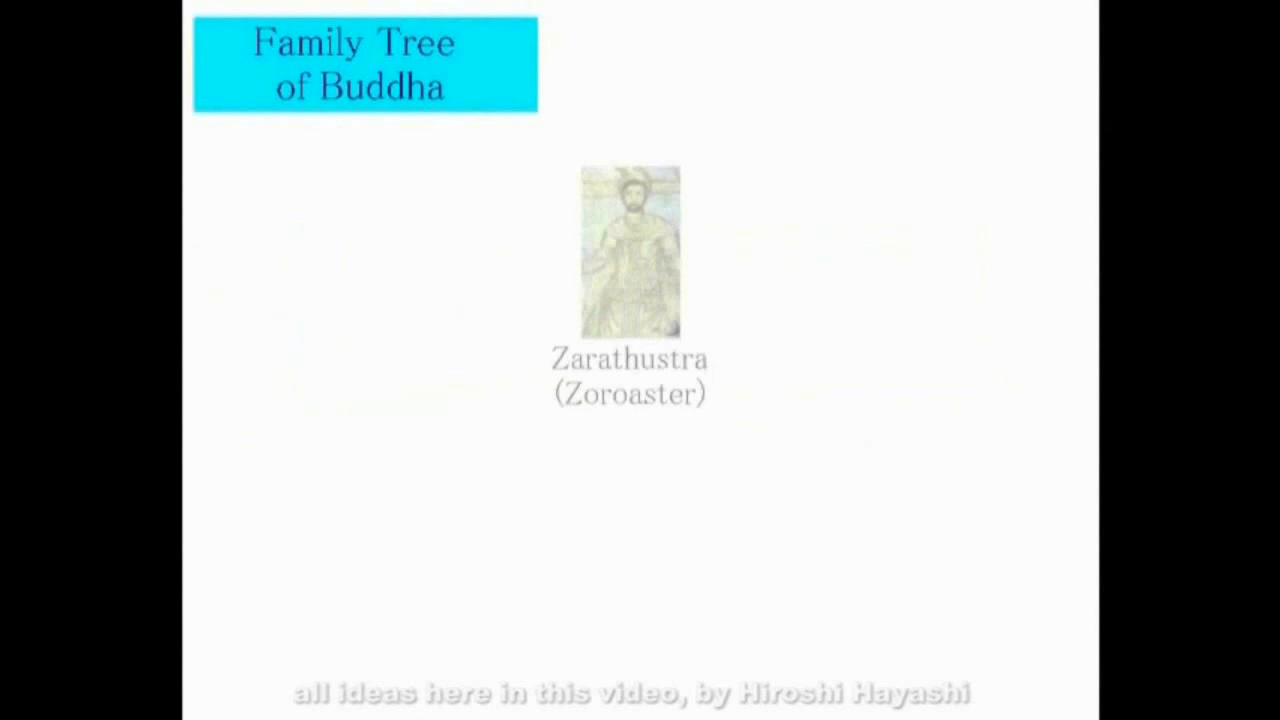 Family Tree
of Buddha
Zarathustra
(Zoroaster)
all ideas here in this video, by Hiroshi Hayashi